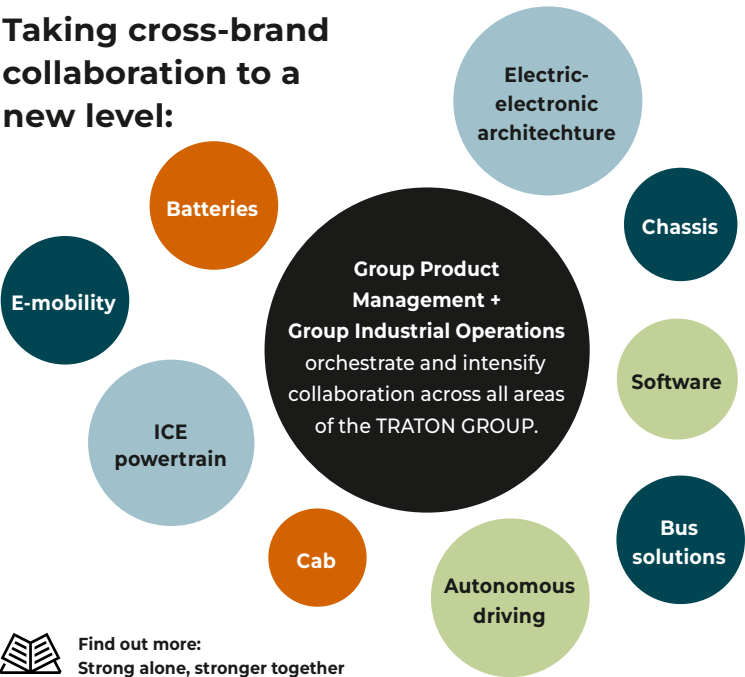 Taking cross-brand
collaboration to a
new level:
Electric-
electronic
architechture
Batteries
Chassis
E-mobility
Group Product
Management +
Group Industrial Operations
orchestrate and intensify
collaboration across all areas
of the TRATON GROUP.
Software
ICE
powertrain
Bus
solutions
Cab
Autonomous
driving
Find out more:
Strong alone, stronger together